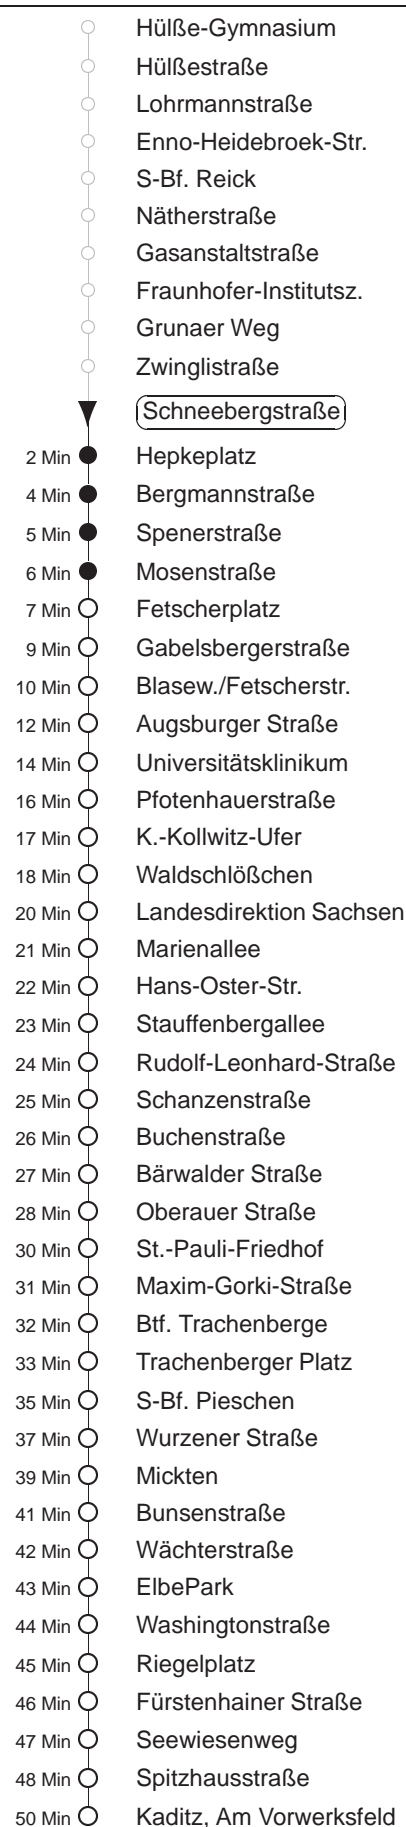 Hülße-Gymnasium
Hülßestraße
Lohrmannstraße
Enno-Heidebroek-Str.
S-Bf. Reick
Nätherstraße
Gasanstaltstraße
Fraunhofer-Institutsz.
Grunaer Weg
Zwinglistraße
Schneebergstraße
2 Min Hepkeplatz
4 Min Bergmannstraße
5 Min Spenerstraße
6 Min Mosenstraße
7 Min Fetscherplatz
9 Min Gabelsbergerstraße
10 Min Blasew./Fetscherstr.
12 Min Augsburger Straße
14 Min Universitätsklinikum
16 Min Pfotenhauerstraße
17 Min K.-Kollwitz-Ufer
18 Min Waldschlößchen
20 Min Landesdirektion Sachsen
21 Min Marienallee
22 Min Hans-Oster-Str.
23 Min Stauffenbergallee
24 Min Rudolf-Leonhard-Straße
25 Min Schanzenstraße
26 Min Buchenstraße
27 Min Bärwalder Straße
28 Min Oberauer Straße
30 Min St.-Pauli-Friedhof
31 Min Maxim-Gorki-Straße
32 Min Btf. Trachenberge
33 Min Trachenberger Platz
35 Min S-Bf. Pieschen
37 Min Wurzener Straße
39 Min Mickten
41 Min Bunsenstraße
42 Min Wächterstraße
43 Min ElbePark
44 Min Washingtonstraße
45 Min Riegelplatz
46 Min Fürstenhainer Straße
47 Min Seewiesenweg
48 Min Spitzhausstraße
50 Min Kaditz, Am Vorwerksfeld